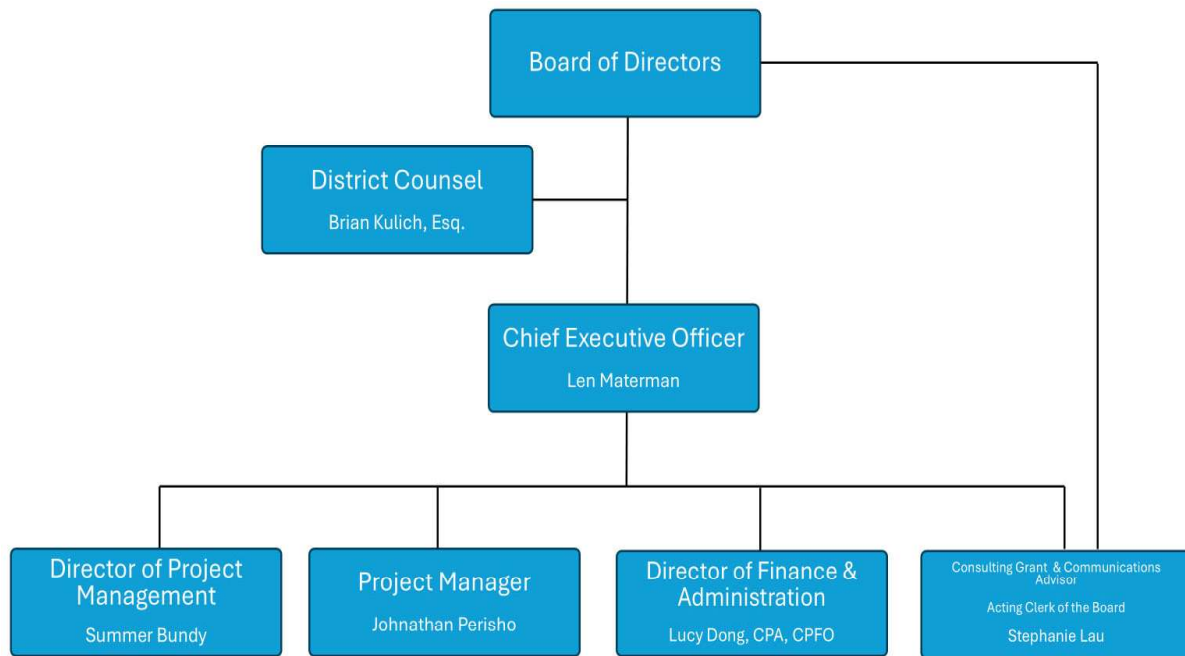 Board of Directors
District Counsel
Brian Kulich, Esq.
Chief Executive Officer
Len Materman
Director of Project
Management
Summer Bundy
Project Manager
Johnathan Perisho
Director of Finance &
Administration
Lucy Dong, CPA, CPFO
Consulting Grant & Communications
Advisor
Acting Clerk of the Board
Stephanie Lau